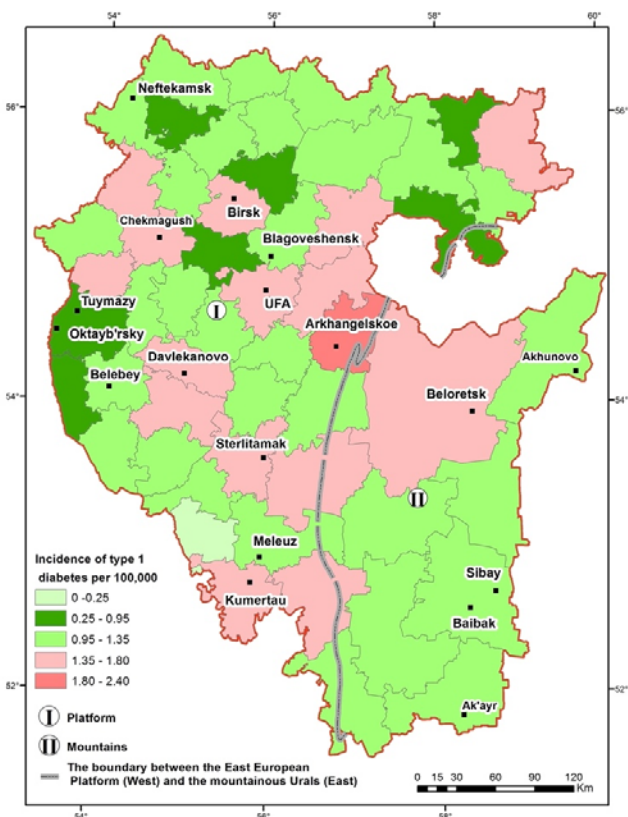 54°
56°
58°
60°
56°
56°
Neftekamsk
Birsk
Chekmagush
Blagoveshensk
UFA
Tuymazy
Oktayb'rsky
I
Arkhangelskoe
Davlekanovo
Belebey
Akhunovo
54°
54°
Beloretsk
Sterlitamak
II
Meleuz
Kumertau
Sibay
Baibak
Ak'ayr
52°
52°
Incidence of type 1
diabetes per 100,000
0 -0.25
0.25 - 0.95
0.95 - 1.35
1.35 - 1.80
1.80 - 2.40
I Platform
II Mountains
The boundary between the East European
Platform (West) and the mountainous Urals (East)
0 15 30 60 90 120
Km
54°
56°
58°